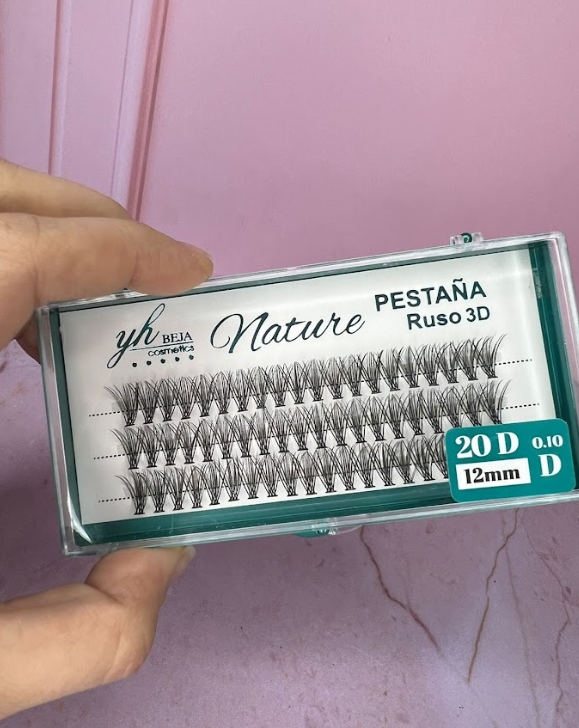 yh BEJA
cosmetics
Nature
PESTAÑA
Ruso 3D
20 D 0.10
12mm D